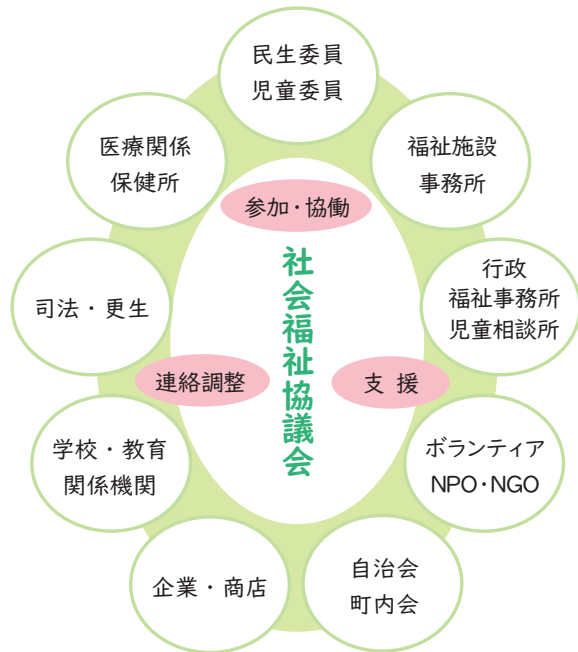 民生委員
児童委員
医療関係
保健所
福祉施設
事務所
参加・協働
社会福祉協議会
司法・更生
行政
福祉事務所
児童相談所
連絡調整
支援
学校・教育
関係機関
ボランティア
NPO・NGO
企業・商店
自治会
町内会